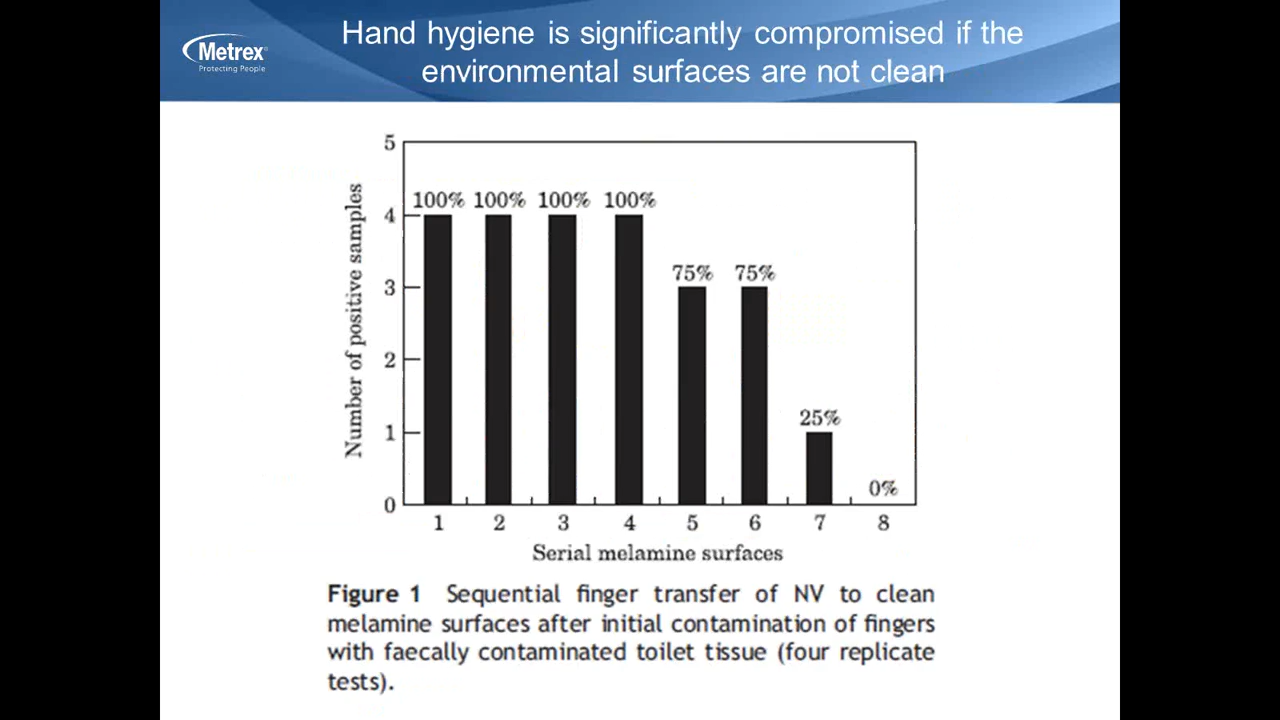 Hand hygiene is significantly compromised if the
environmental surfaces are not clean
Metrex®
Protecting People
5
4
3
2
1
0
Number of positive samples
100% 100% 100% 100%
75% 75%
25%
0%
1 2 3 4 5 6 7 8
Serial melamine surfaces
Figure 1 Sequential finger transfer of NV to clean
melamine surfaces after initial contamination of fingers
with faecally contaminated toilet tissue (four replicate
tests).